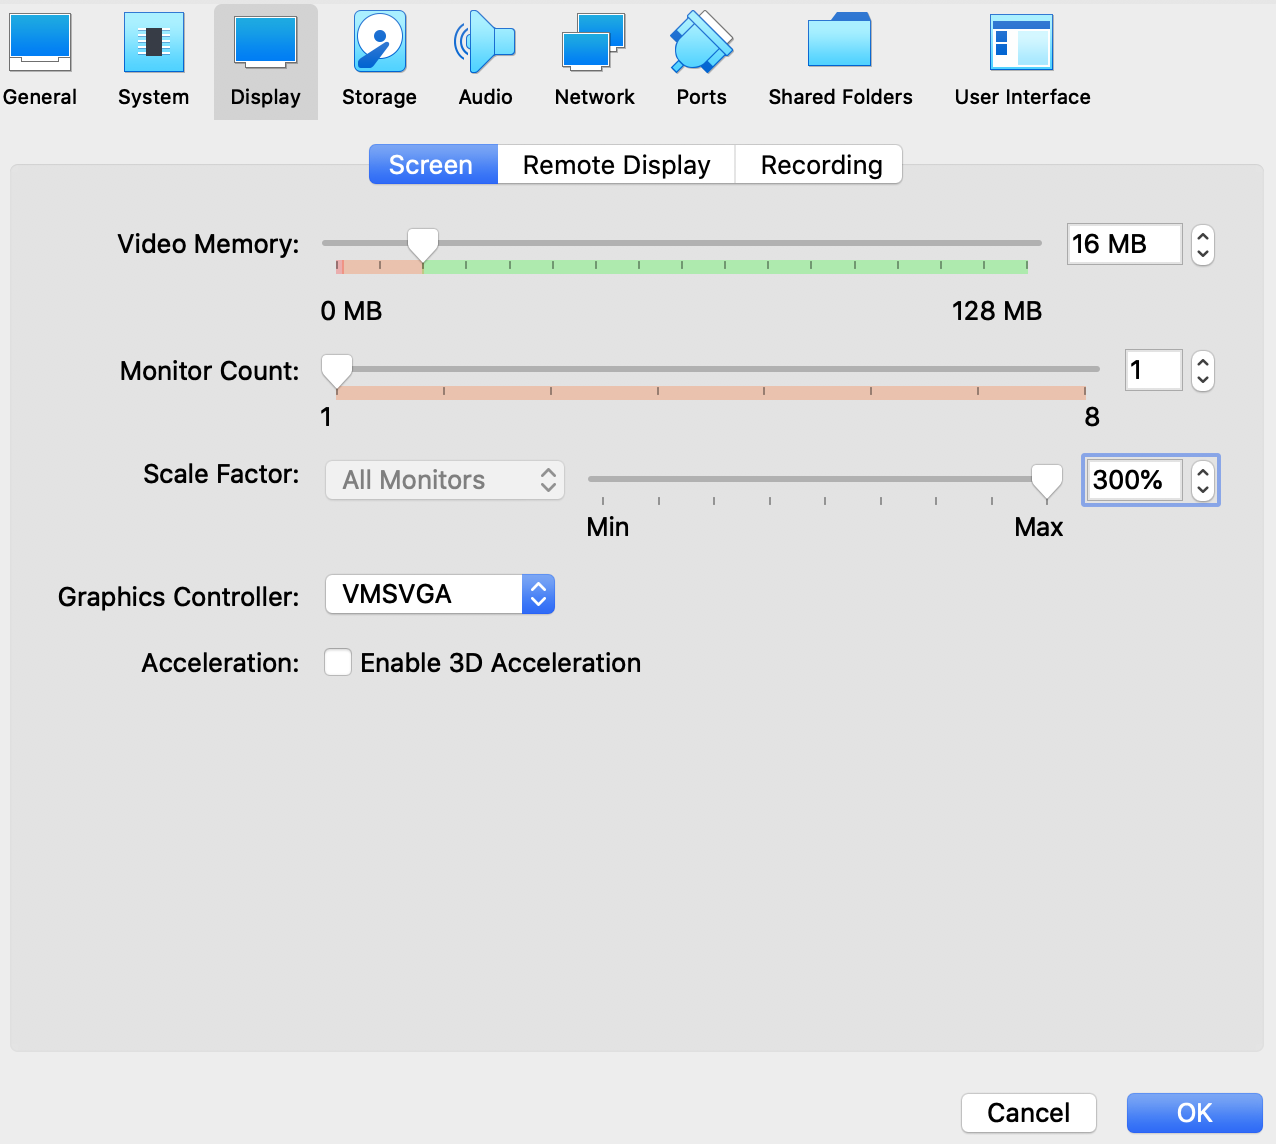 General System Display Storage Audio Network Ports Shared Folders User Interface
Screen Remote Display Recording
Video Memory: 16 MB
0 MB 128 MB
Monitor Count: 1
1 8
Scale Factor: All Monitors 300%
Min Max
Graphics Controller: VMSVGA
Acceleration: Enable 3D Acceleration
Cancel OK